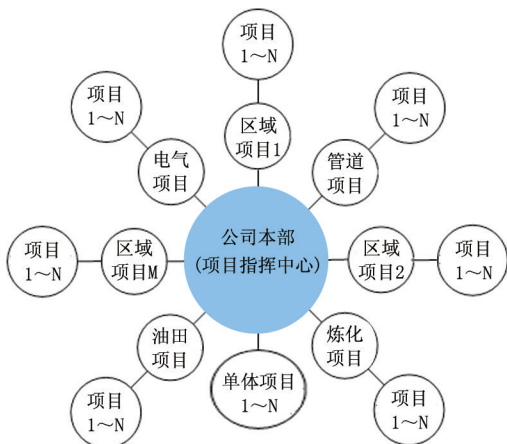 项目
1～N
项目
1～N
项目
1～N
区域
项目1
电气
项目
管道
项目
公司本部
(项目指挥中心)
项目
1～N
区域
项目M
区域
项目2
项目
1～N
油田
项目
炼化
项目
单体项目
1～N
项目
1～N
项目
1～N